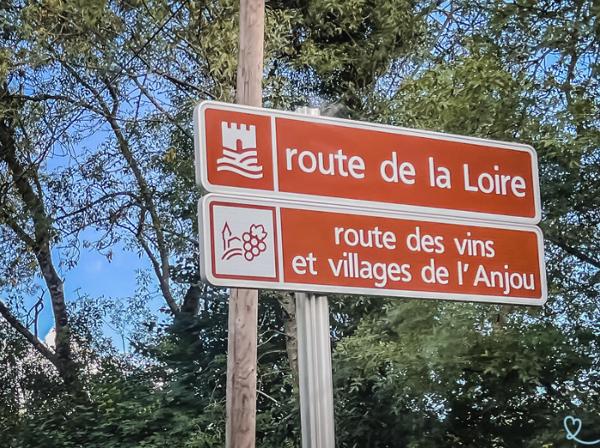 route de la Loire
route des vins
et villages de l'Anjou